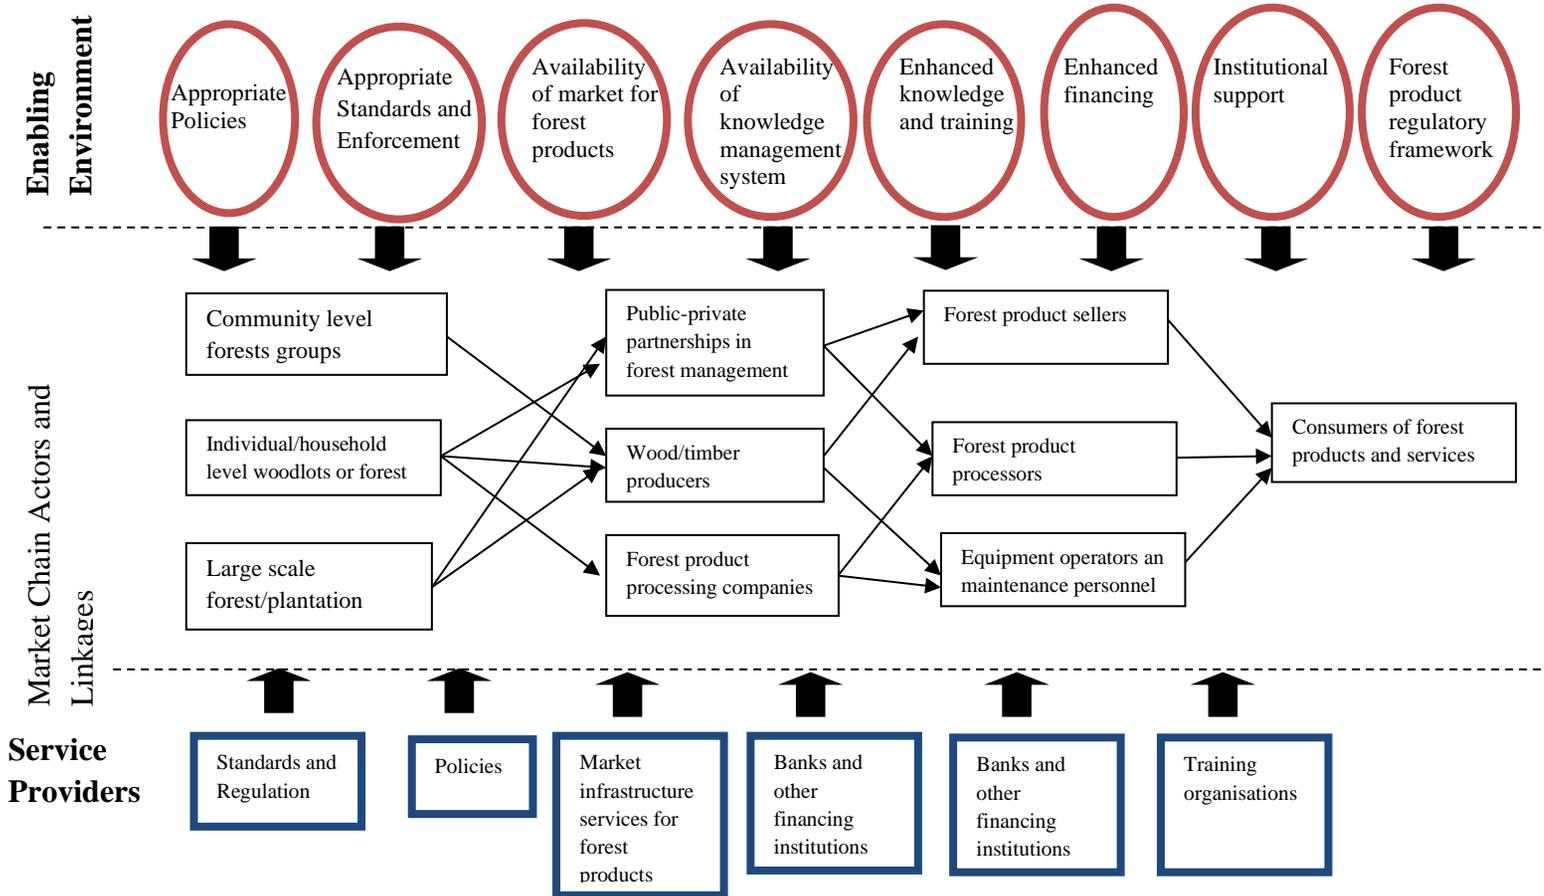 Enabling
Environment
Appropriate
Policies
Appropriate
Standards and
Enforcement
Availability
of market for
forest
products
Availability
of
knowledge
management
system
Enhanced
knowledge
and training
Enhanced
financing
Institutional
support
Forest
product
regulatory
framework
Market Chain Actors and
Linkages
Community level
forests groups
Individual/household
level woodlots or forest
Large scale
forest/plantation
Public-private
partnerships in
forest management
Wood/timber
producers
Forest product
processing companies
Forest product sellers
Forest product
processors
Equipment operators an
maintenance personnel
Consumers of forest
products and services
Service
Providers
Standards and
Regulation
Policies
Market
infrastructure
services for
forest
products
Banks and
other
financing
institutions
Banks and
other
financing
institutions
Training
organisations